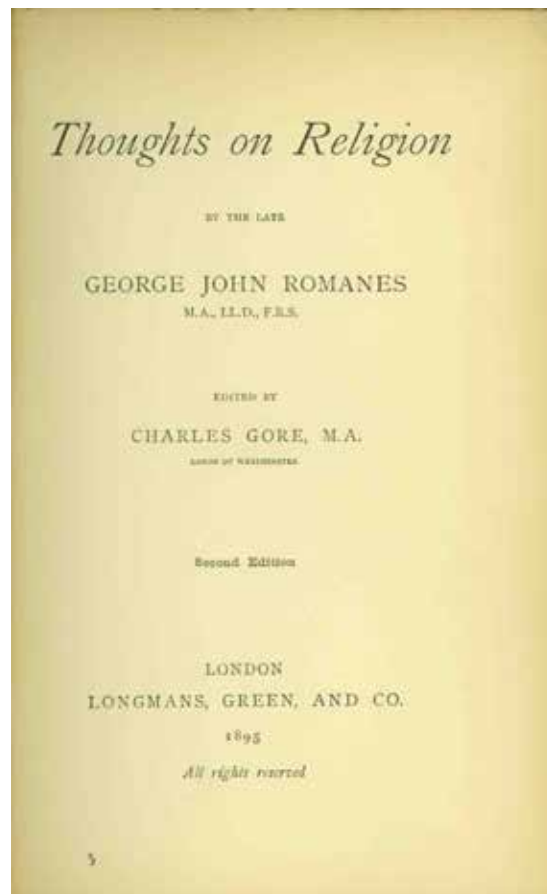 Thoughts on Religion
BY THE LATE
GEORGE JOHN ROMANES
M.A., LL.D., F.R.S.
EDITED BY
CHARLES GORE, M.A.
CANON OF WESTMINSTER
Second Edition
LONDON
LONGMANS, GREEN, AND CO.
1895
All rights reserved